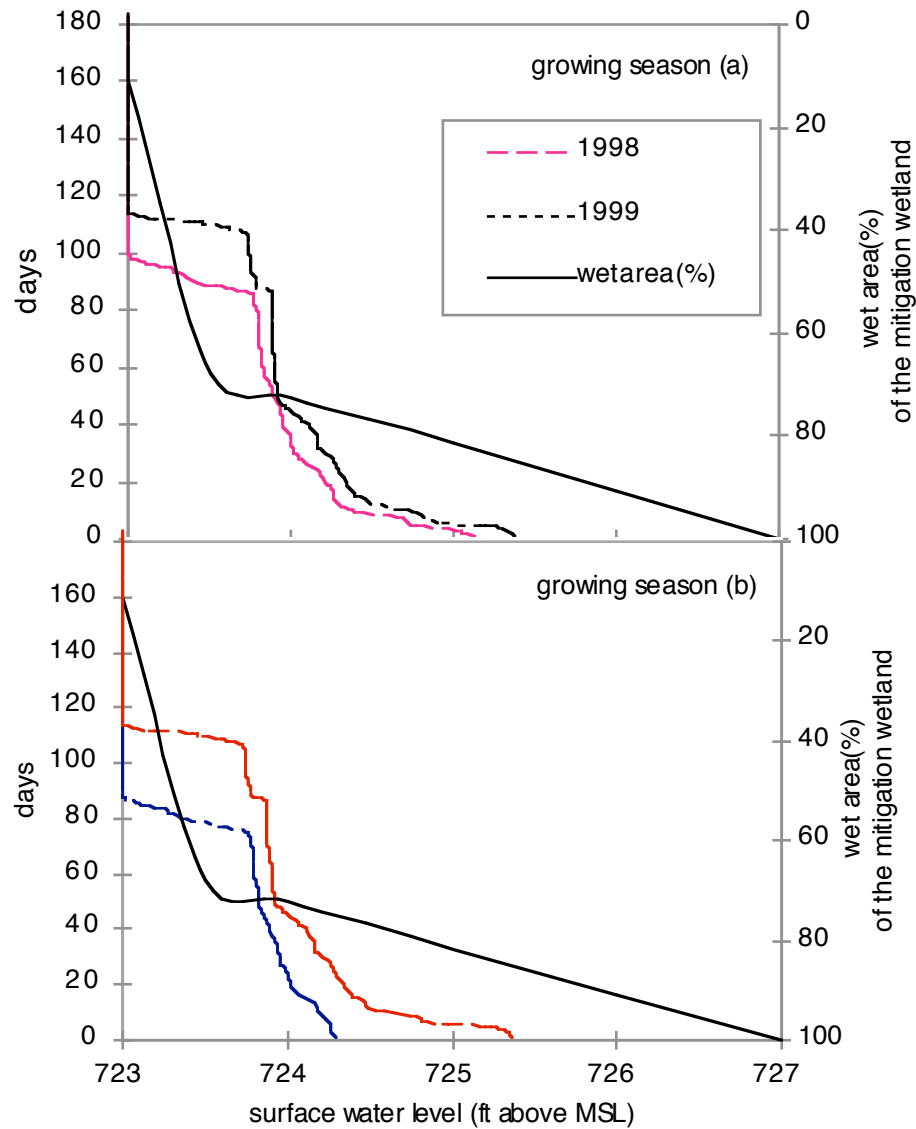 180
160
140
120
100
80
60
40
20
0
days
growing season (a)
1998
1999
wetarea(%)
0
20
40
60
80
100
wet area(%)
of the mitigation wetland
160
140
120
100
80
60
40
20
0
days
growing season (b)
20
40
60
80
100
wet area(%)
of the mitigation wetland
723 724 725 726 727
surface water level (ft above MSL)